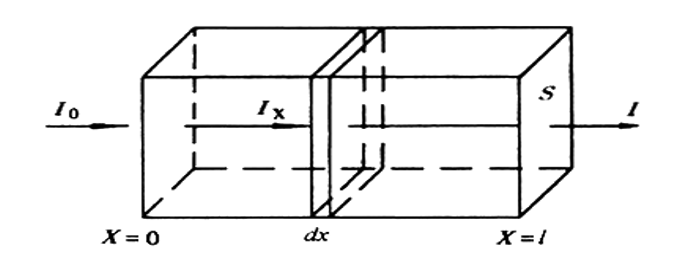 S
I₀
Iₓ
I
X = 0
dx
X = l